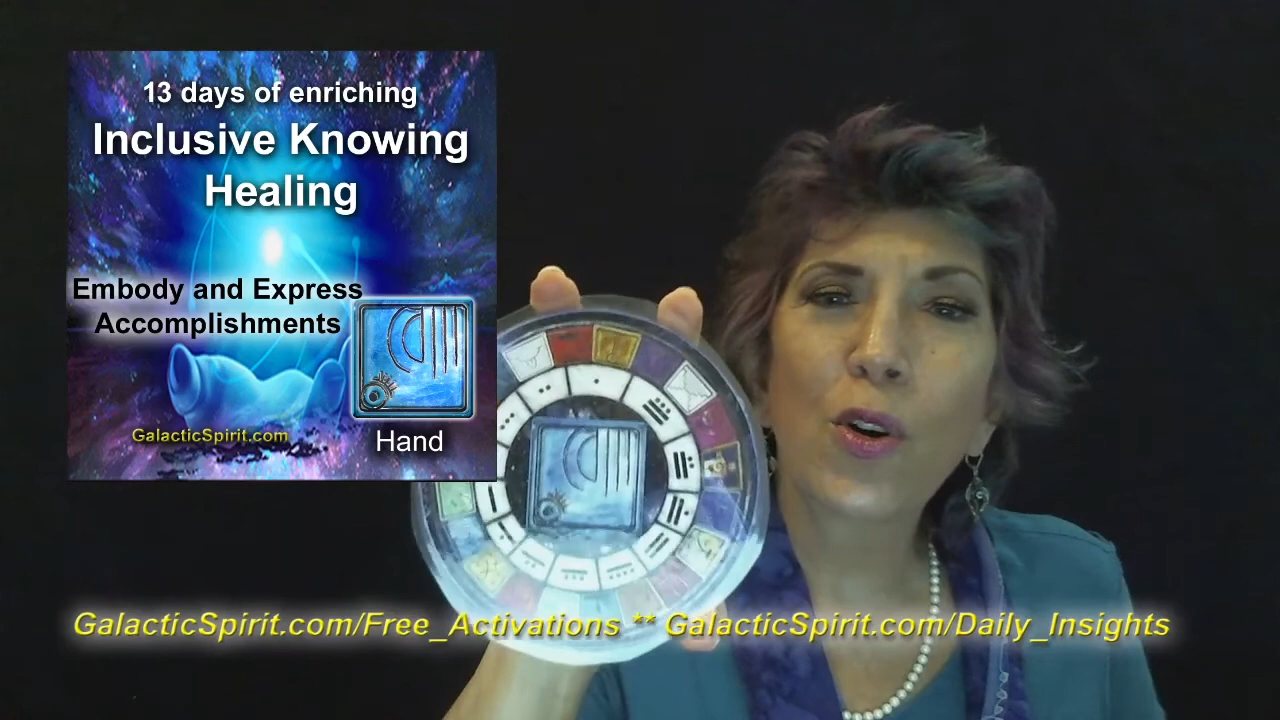 13 days of enriching
Inclusive Knowing
Healing
Embody and Express
Accomplishments
GalacticSpirit.com
Hand
GalacticSpirit.com/Free_Activations ** GalacticSpirit.com/Daily_Insights